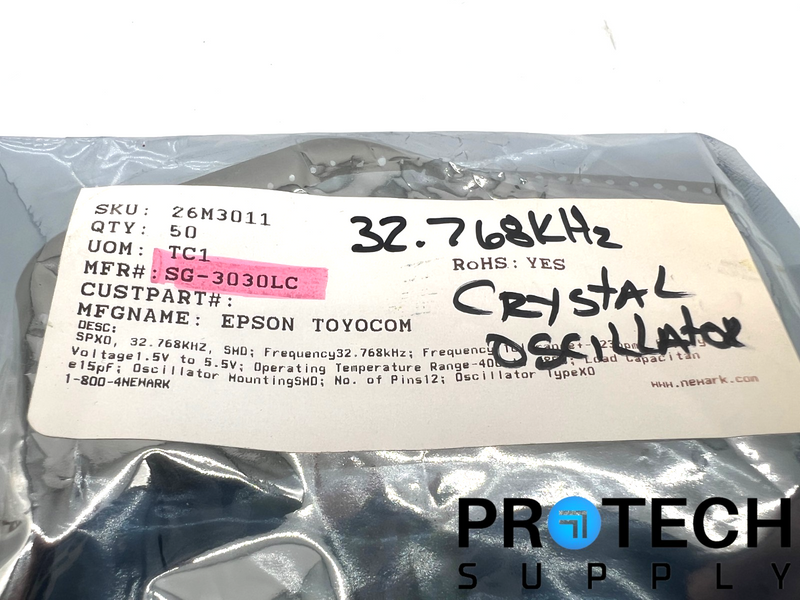 SKU: 26M3011
QTY: 50
UOM: TC1
MFR#: SG-3030LC
CUSTPART#:
MFGNAME: EPSON TOYOCOM
32.768KHz
RoHS: YES
CRYStAL
OSCILLAtOR
DESC:
SPXO, 32.768KHZ, SMD; Frequency32.768kHz; Frequency
Voltage1.5V to 5.5V; Operating Temperature Range-40 Load Capacitan
e15pF; Oscillator MountingSMD; No. of Pins12; Oscillator TypeXO
1-800-4NEWARK
www.newark.com
PROTECH
SUPPLY